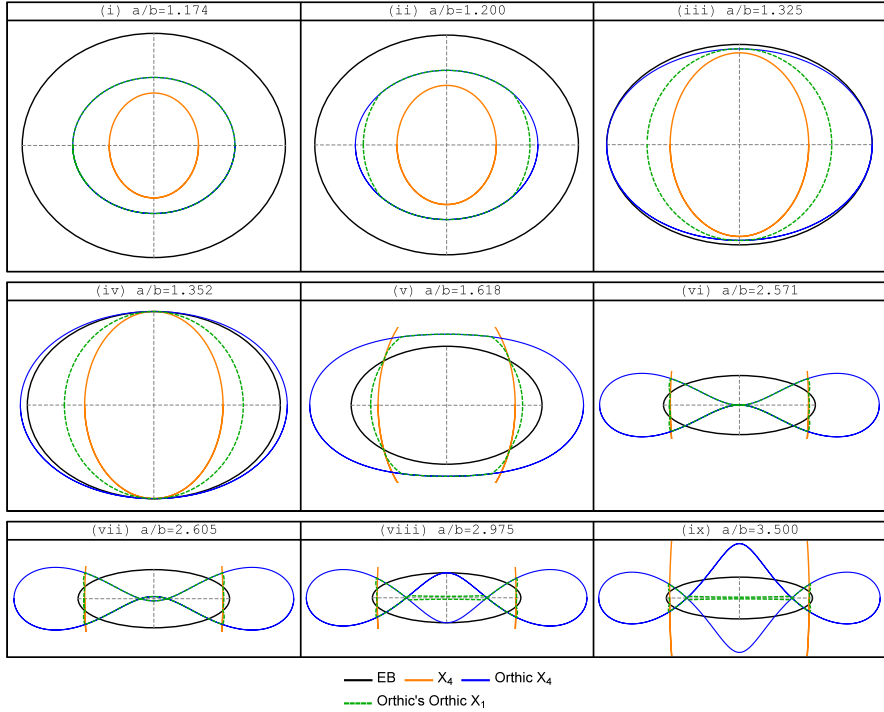 (i) a/b=1.174
(ii) a/b=1.200
(iii) a/b=1.325
(iv) a/b=1.352
(v) a/b=1.618
(vi) a/b=2.571
(vii) a/b=2.605
(viii) a/b=2.975
(ix) a/b=3.500
EB X₄ Orthic X₄
Orthic's Orthic X₁